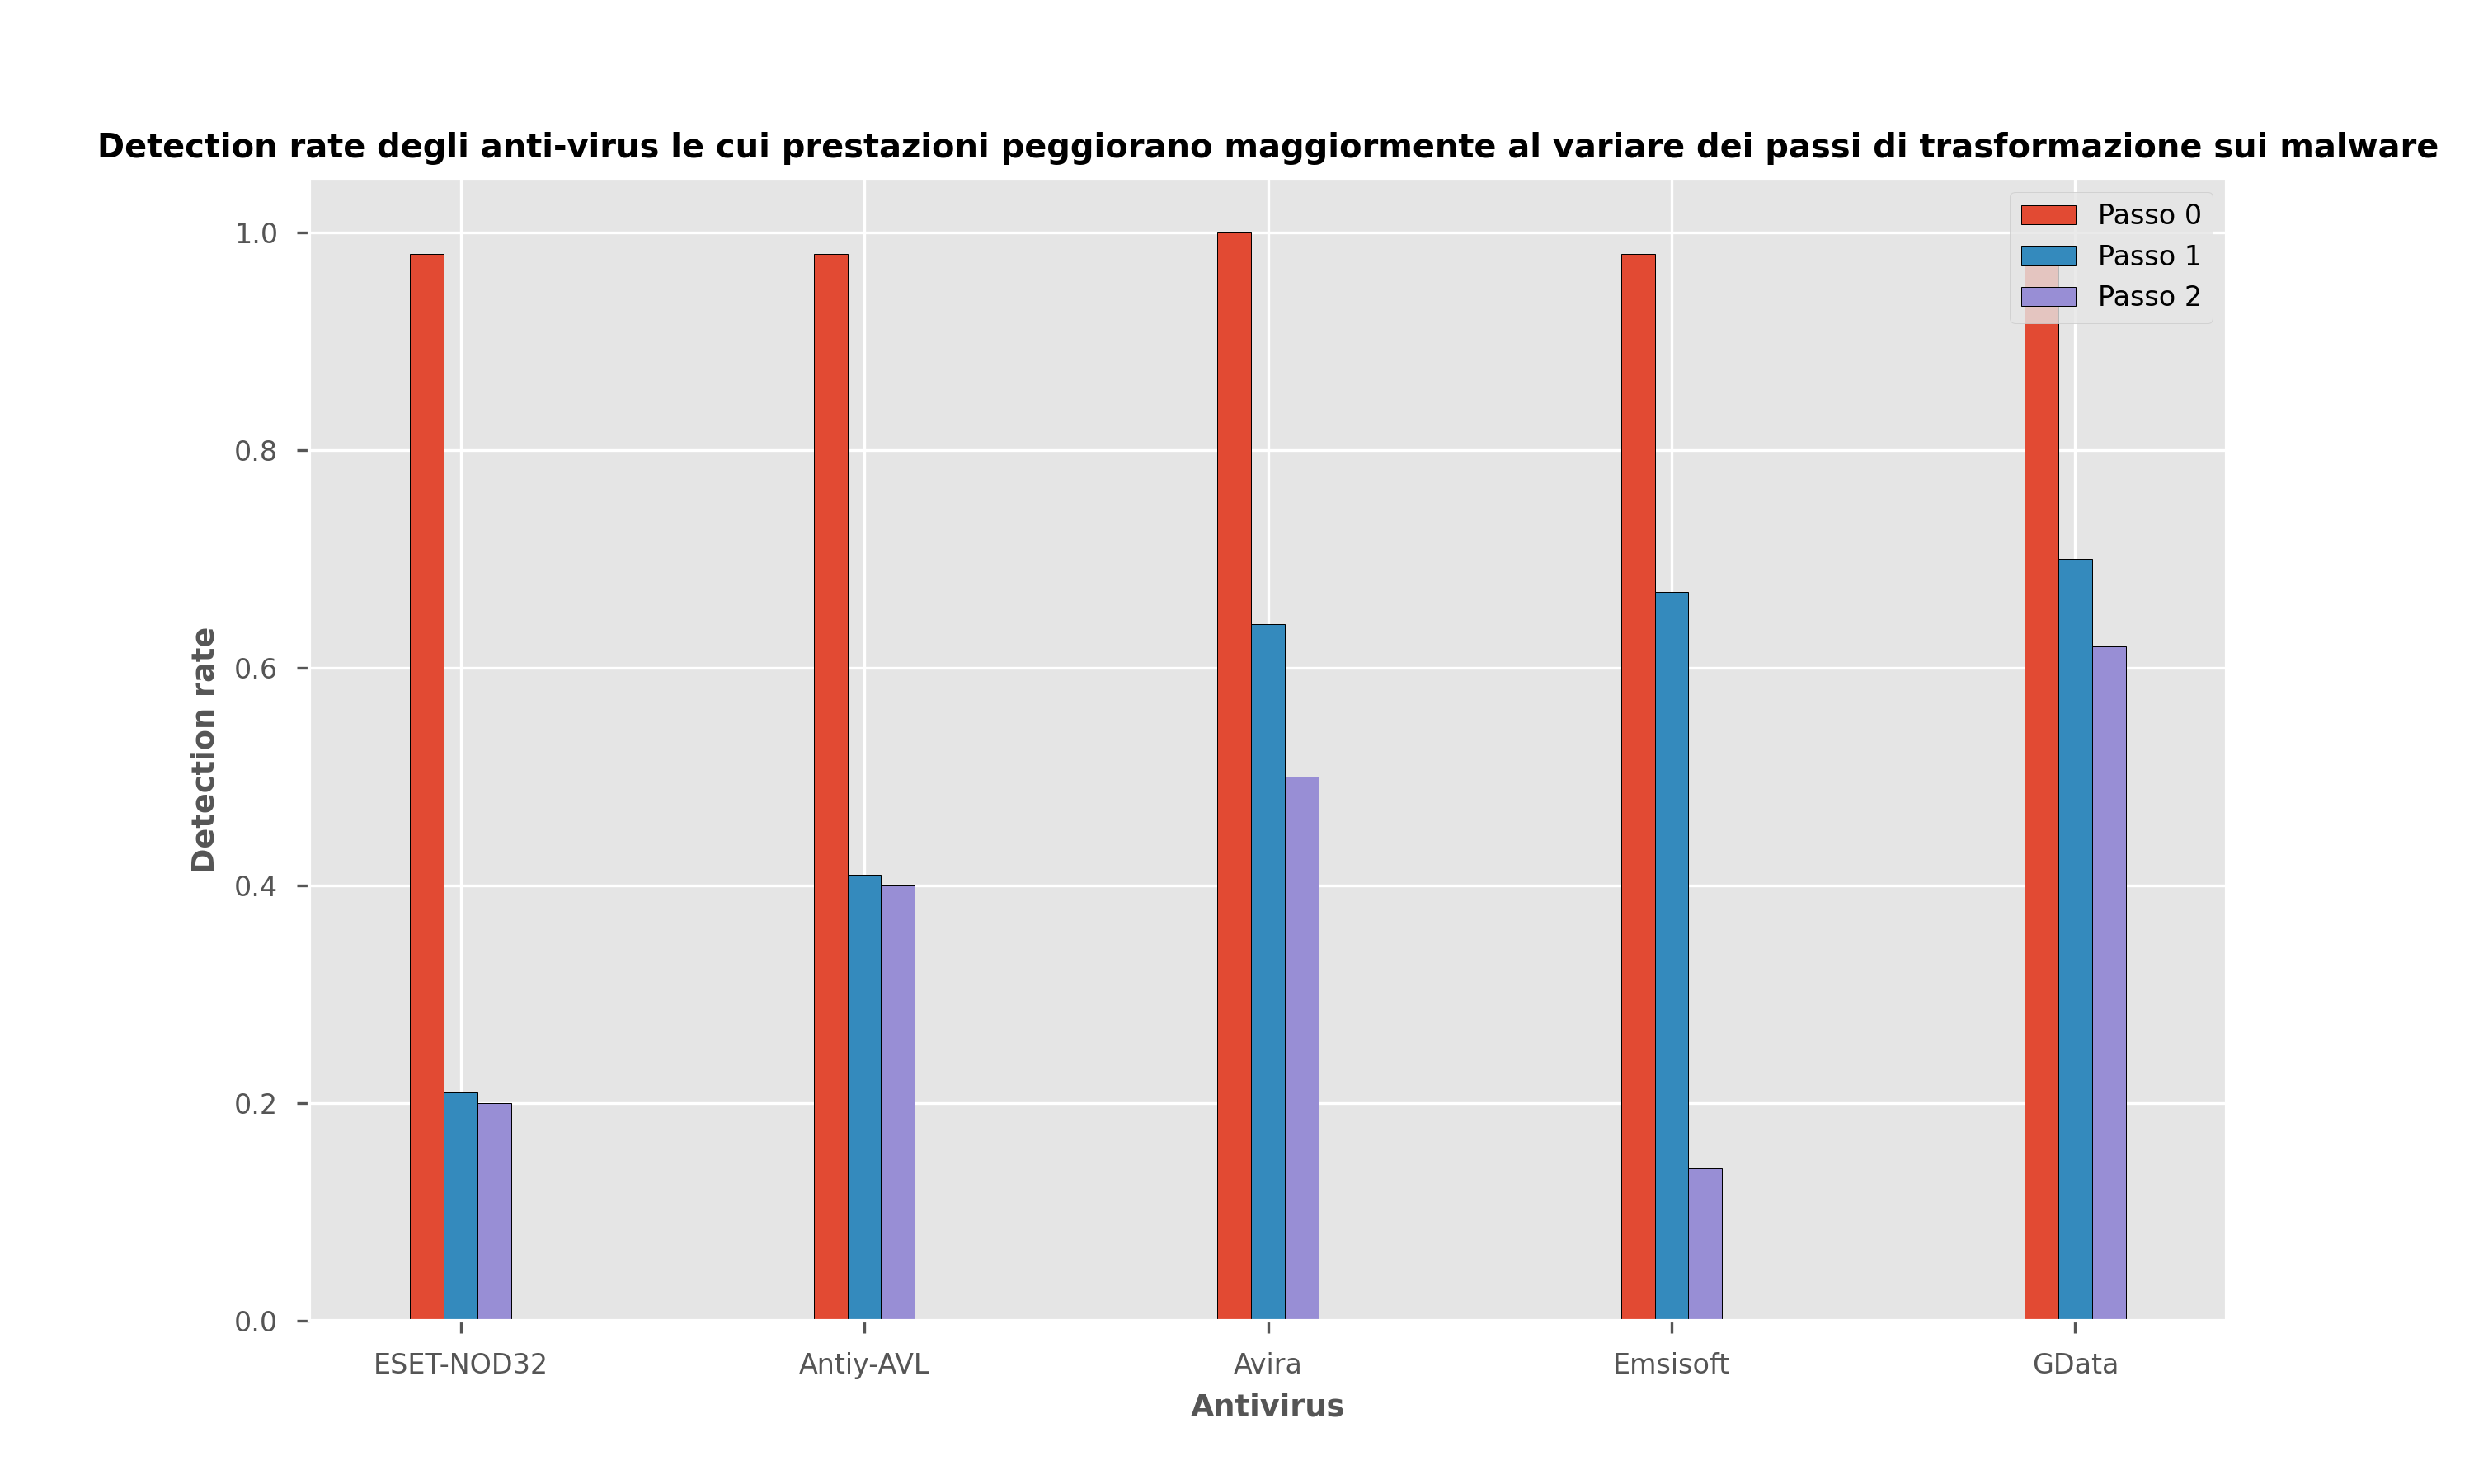 Detection rate degli anti-virus le cui prestazioni peggiorano maggiormente al variare dei passi di trasformazione sui malware
Passo 0
Passo 1
Passo 2
1.0
0.8
0.6
0.4
0.2
0.0
Detection rate
ESET-NOD32
Antiy-AVL
Avira
Emsisoft
GData
Antivirus